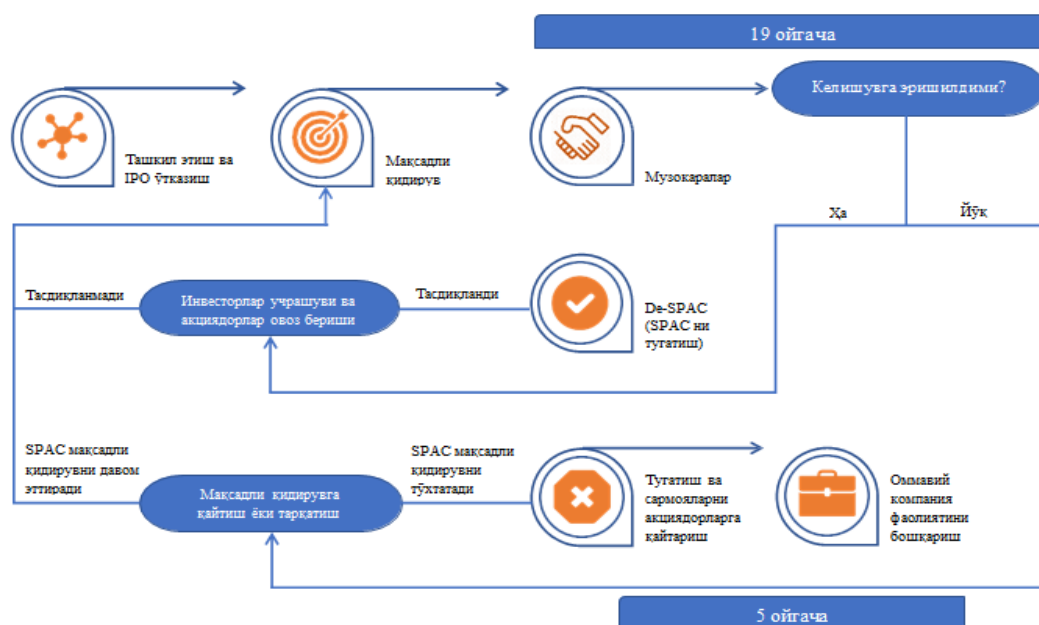 19 ойгача
Келишувга эришилдими?
Ташкил этиш ва
IPO ўтказиш
Мақсадли
қидирув
Музокаралар
Ҳа
Йўқ
Тасдиқланмади
Инвесторлар учрашуви ва
акциядорлар овоз бериши
Тасдиқланди
De-SPAC
(SPAC ни
тугатиш)
SPAC мақсадли
қидирувни давом
эттиради
Мақсадли қидирувга
қайтиш ёки тарқатиш
SPAC мақсадли
қидирувни
тўхтатади
Тугатиш ва
сармояларни
акциядорларга
қайтариш
Оммавий
компания
фаолиятини
бошқариш
5 ойгача